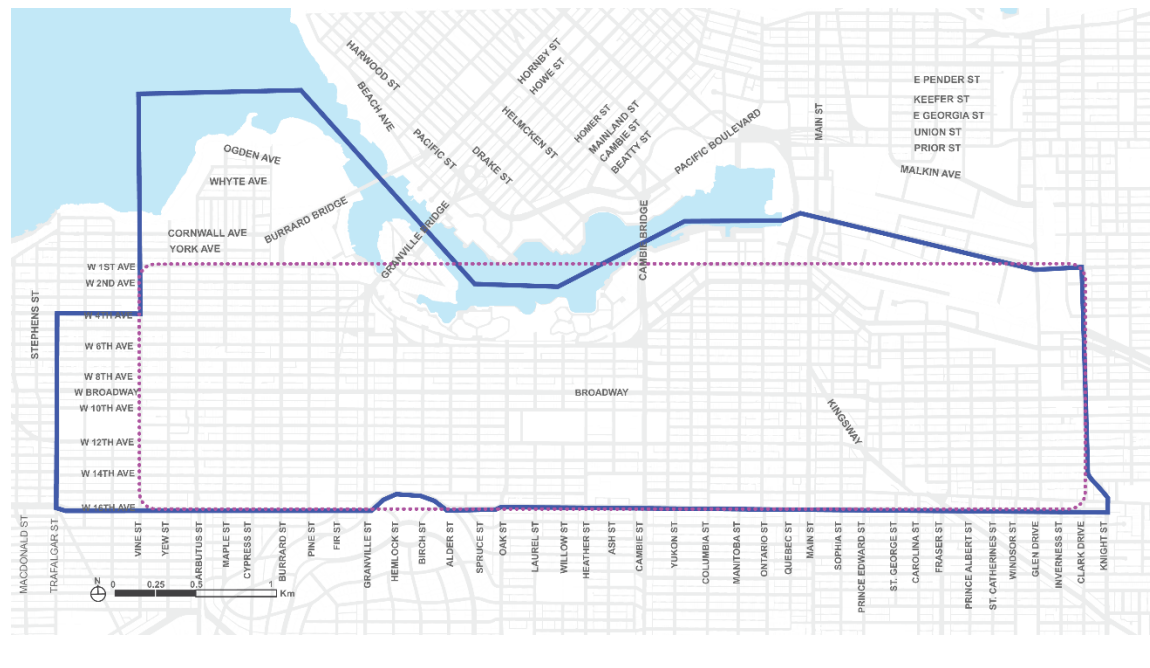 HARWOOD ST
BEACH AVE
PACIFIC ST
DRAKE ST
HORNBY ST
HOWE ST
HELMCKEN ST
HOMER ST
MAINLAND ST
CAMBIE ST
BEATTY ST
PACIFIC BOULEVARD
MAIN ST
E PENDER ST
KEEFER ST
E GEORGIA ST
UNION ST
PRIOR ST
MALKIN AVE
OGDEN AVE
WHYTE AVE
CORNWALL AVE
YORK AVE
BURRARD BRIDGE
GRANVILLE BRIDGE
CAMBIE BRIDGE
STEPHENS ST
W 1ST AVE
W 2ND AVE
W 4TH AVE
W 6TH AVE
W 8TH AVE
W BROADWAY
W 10TH AVE
W 12TH AVE
W 14TH AVE
W 16TH AVE
BROADWAY
KINGSWAY
MACDONALD ST
TRAFALGAR ST
VINE ST
YEW ST
ARBUTUS ST
MAPLE ST
CYPRESS ST
BURRARD ST
PINE ST
FIR ST
GRANVILLE ST
HEMLOCK ST
BIRCH ST
ALDER ST
SPRUCE ST
OAK ST
LAUREL ST
WILLOW ST
HEATHER ST
ASH ST
CAMBIE ST
YUKON ST
COLUMBIA ST
MANITOBA ST
ONTARIO ST
QUEBEC ST
MAIN ST
SOPHIA ST
PRINCE EDWARD ST
ST. GEORGE ST
CAROLINA ST
FRASER ST
PRINCE ALBERT ST
ST. CATHERINES ST
WINDSOR ST
GLEN DRIVE
INVERNESS ST
CLARK DRIVE
KNIGHT ST
N
0 0.25 0.5 1
Km